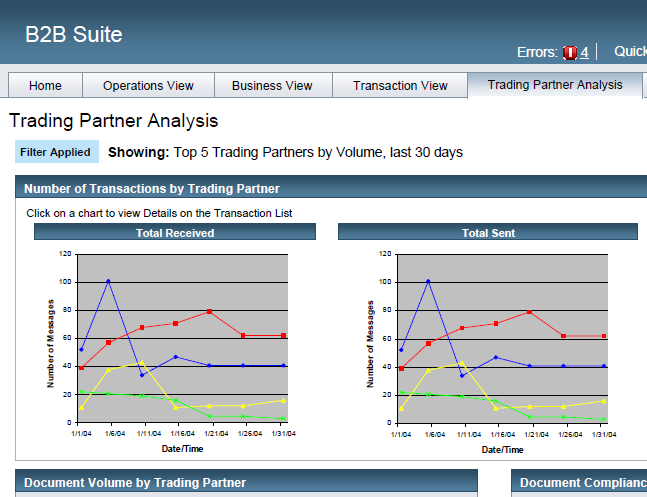 B2B Suite
Errors: 4 Quick
Home Operations View Business View Transaction View Trading Partner Analysis
Trading Partner Analysis
Filter Applied Showing: Top 5 Trading Partners by Volume, last 30 days
Number of Transactions by Trading Partner
Click on a chart to view Details on the Transaction List
Total Received
120
100
80
60
40
20
0
Number of Messages
1/1/04 1/6/04 1/11/04 1/16/04 1/21/04 1/26/04 1/31/04
Date/Time
Total Sent
120
100
80
60
40
20
0
Number of Messages
1/1/04 1/6/04 1/11/04 1/16/04 1/21/04 1/26/04 1/31/04
Date/Time
Document Volume by Trading Partner
Document Complianc